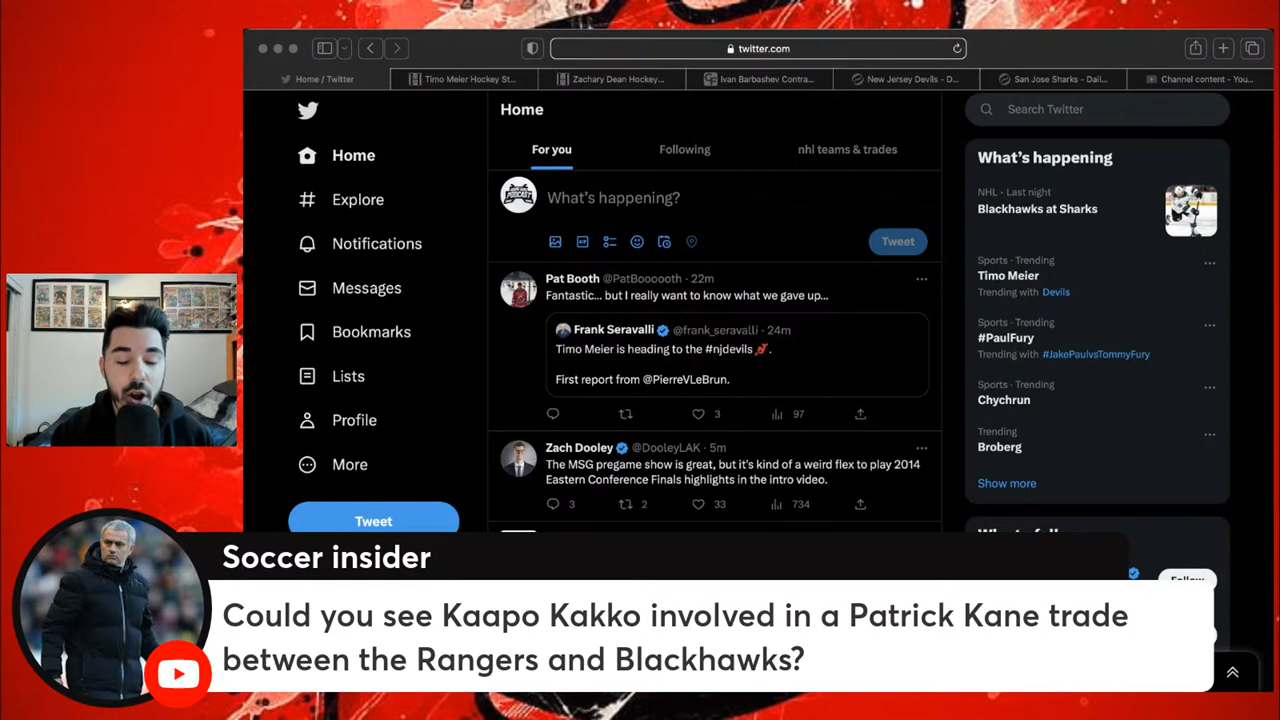 twitter.com
Home / Twitter
Timo Meier Hockey St...
Zachary Dean Hockey...
Ivan Barbashev Contra...
New Jersey Devils - D...
San Jose Sharks - Dail...
Channel content - You...
Home
Explore
Notifications
Messages
Bookmarks
Lists
Profile
More
Tweet
Home
For you
Following
nhl teams & trades
What's happening?
Tweet
Pat Booth @PatBoooooth · 22m
Fantastic... but I really want to know what we gave up...
Frank Seravalli @frank_seravalli · 24m
Timo Meier is heading to the #njdevils.
First report from @PierreVLeBrun.
3
97
Zach Dooley @DooleyLAK · 5m
The MSG pregame show is great, but it's kind of a weird flex to play 2014
Eastern Conference Finals highlights in the intro video.
3
2
33
734
Search Twitter
What's happening
NHL · Last night
Blackhawks at Sharks
Sports · Trending
Timo Meier
Trending with Devils
Sports · Trending
#PaulFury
Trending with #JakePaulvsTommyFury
Sports · Trending
Chychrun
Trending
Broberg
Show more
Soccer insider
Could you see Kaapo Kakko involved in a Patrick Kane trade
between the Rangers and Blackhawks?